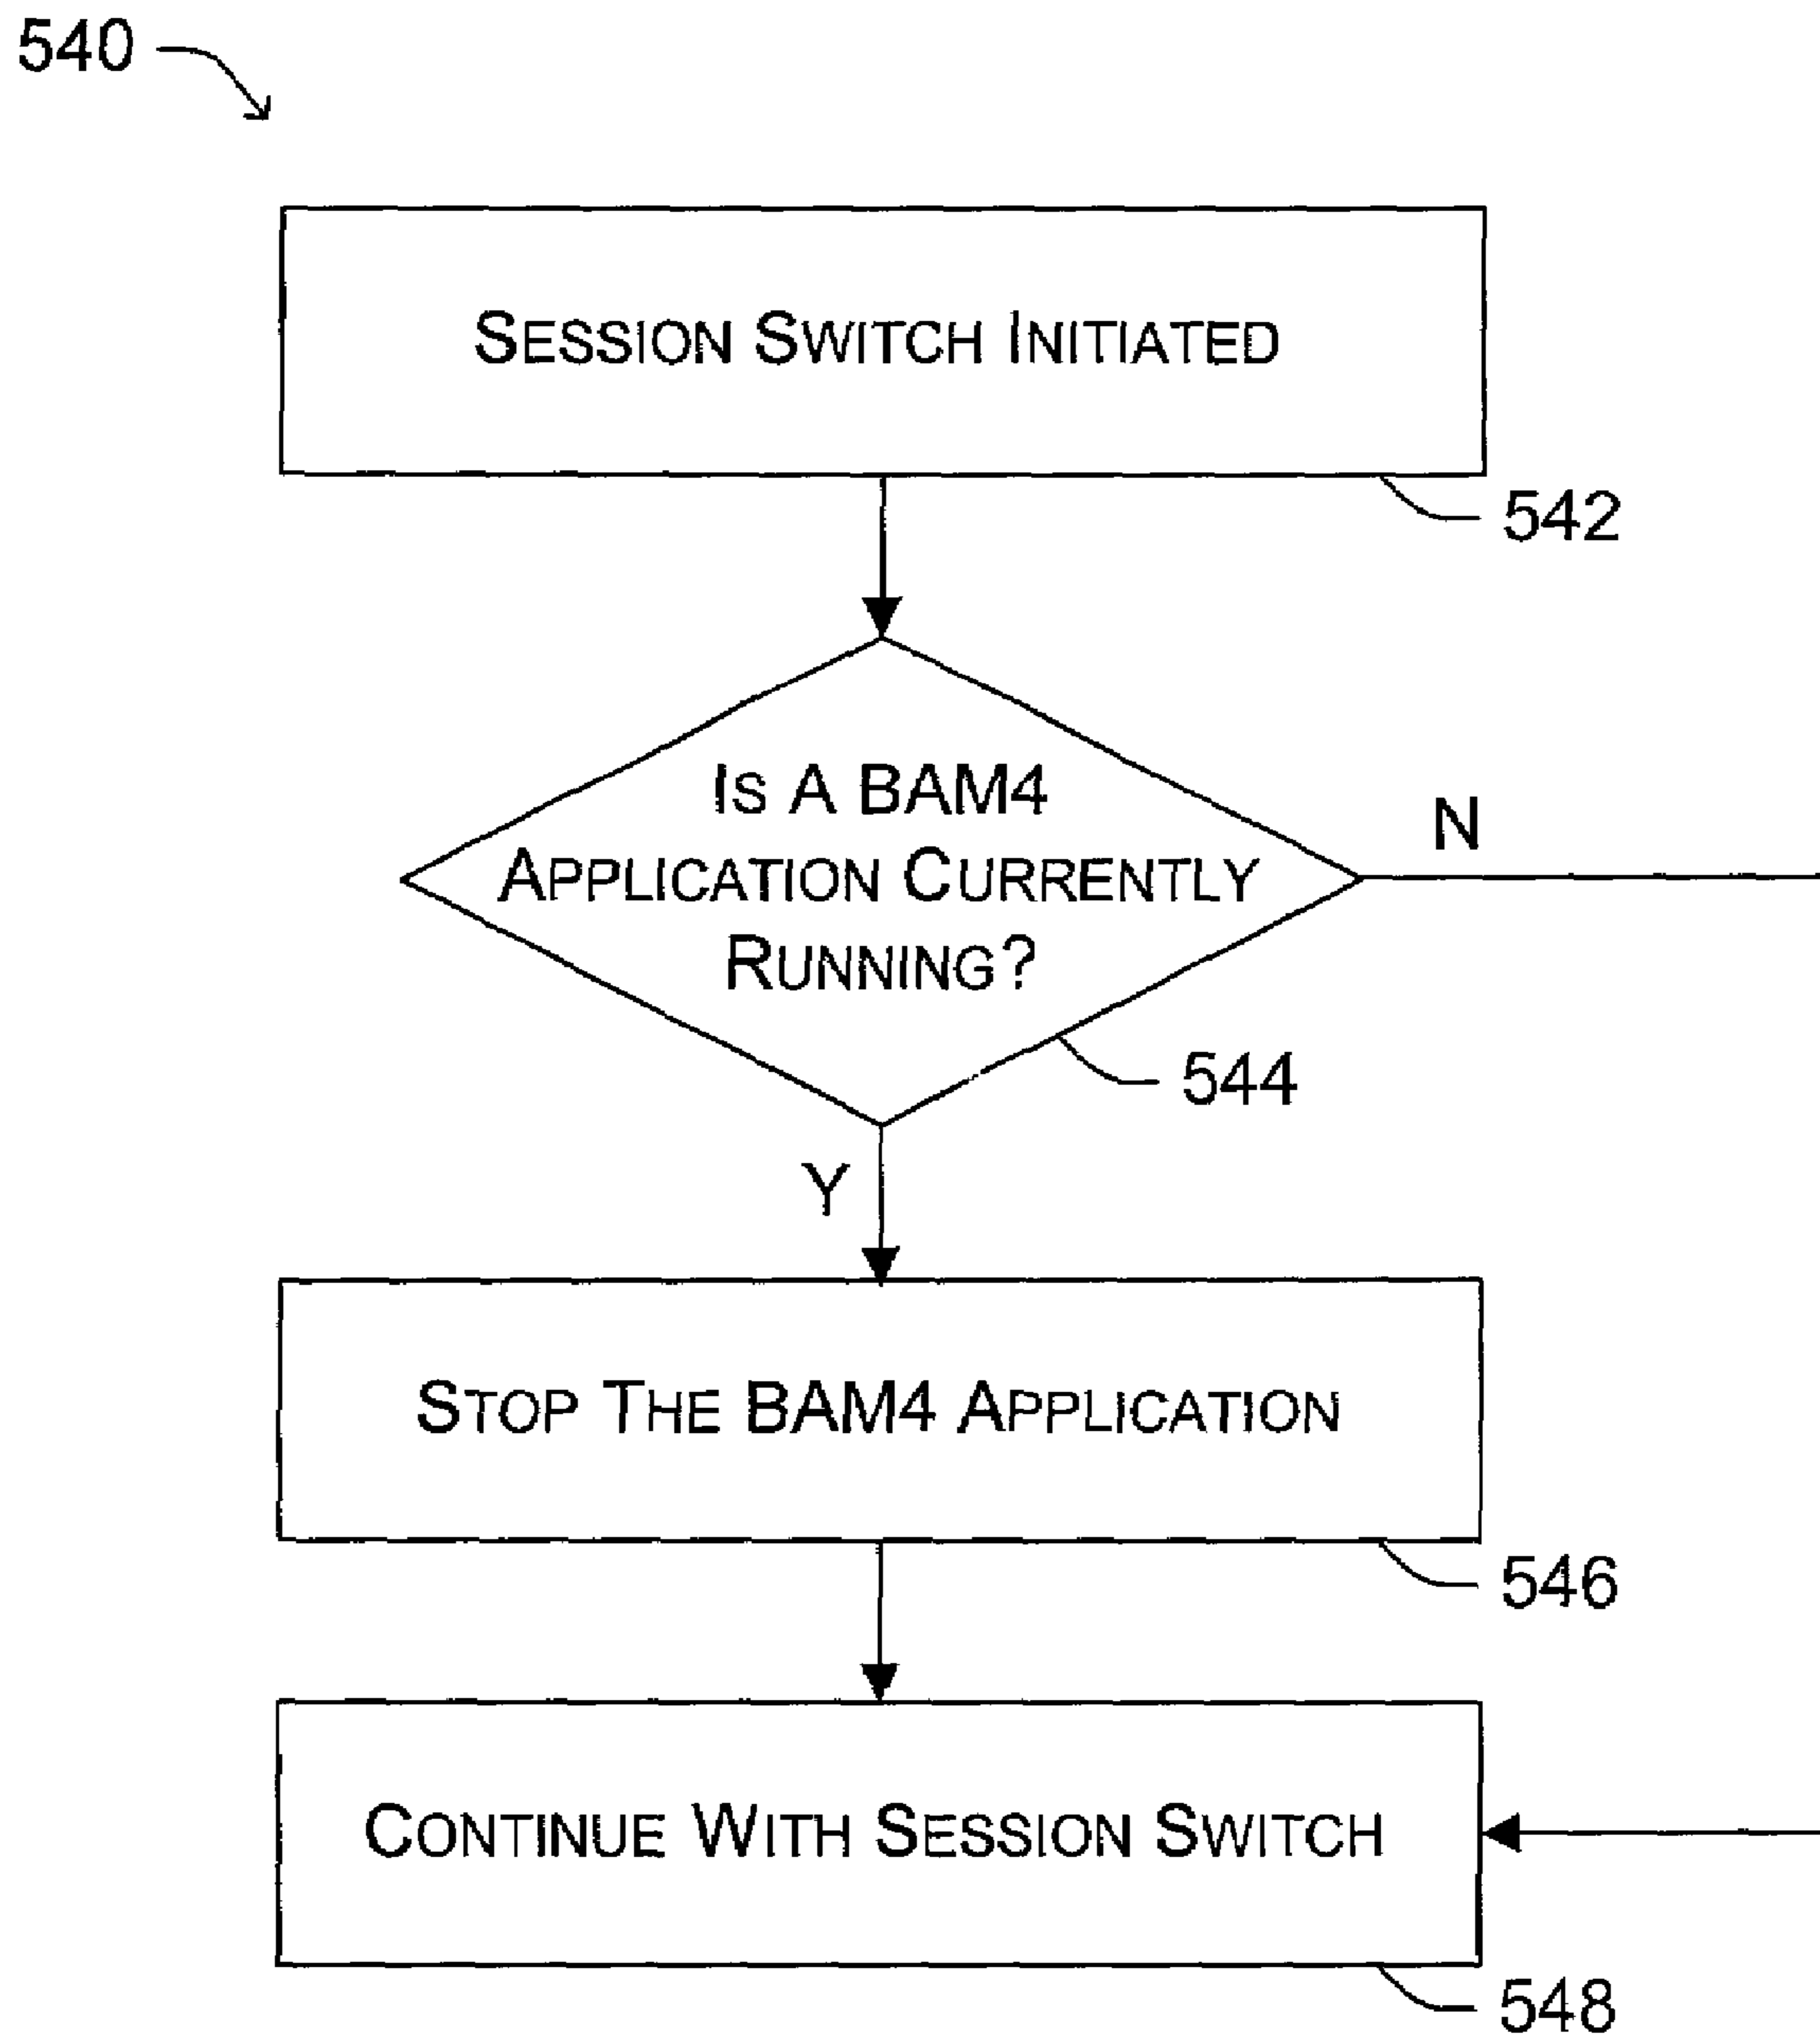 540
SESSION SWITCH INITIATED
542
IS A BAM4
APPLICATION CURRENTLY
RUNNING?
N
544
Y
STOP THE BAM4 APPLICATION
546
CONTINUE WITH SESSION SWITCH
548